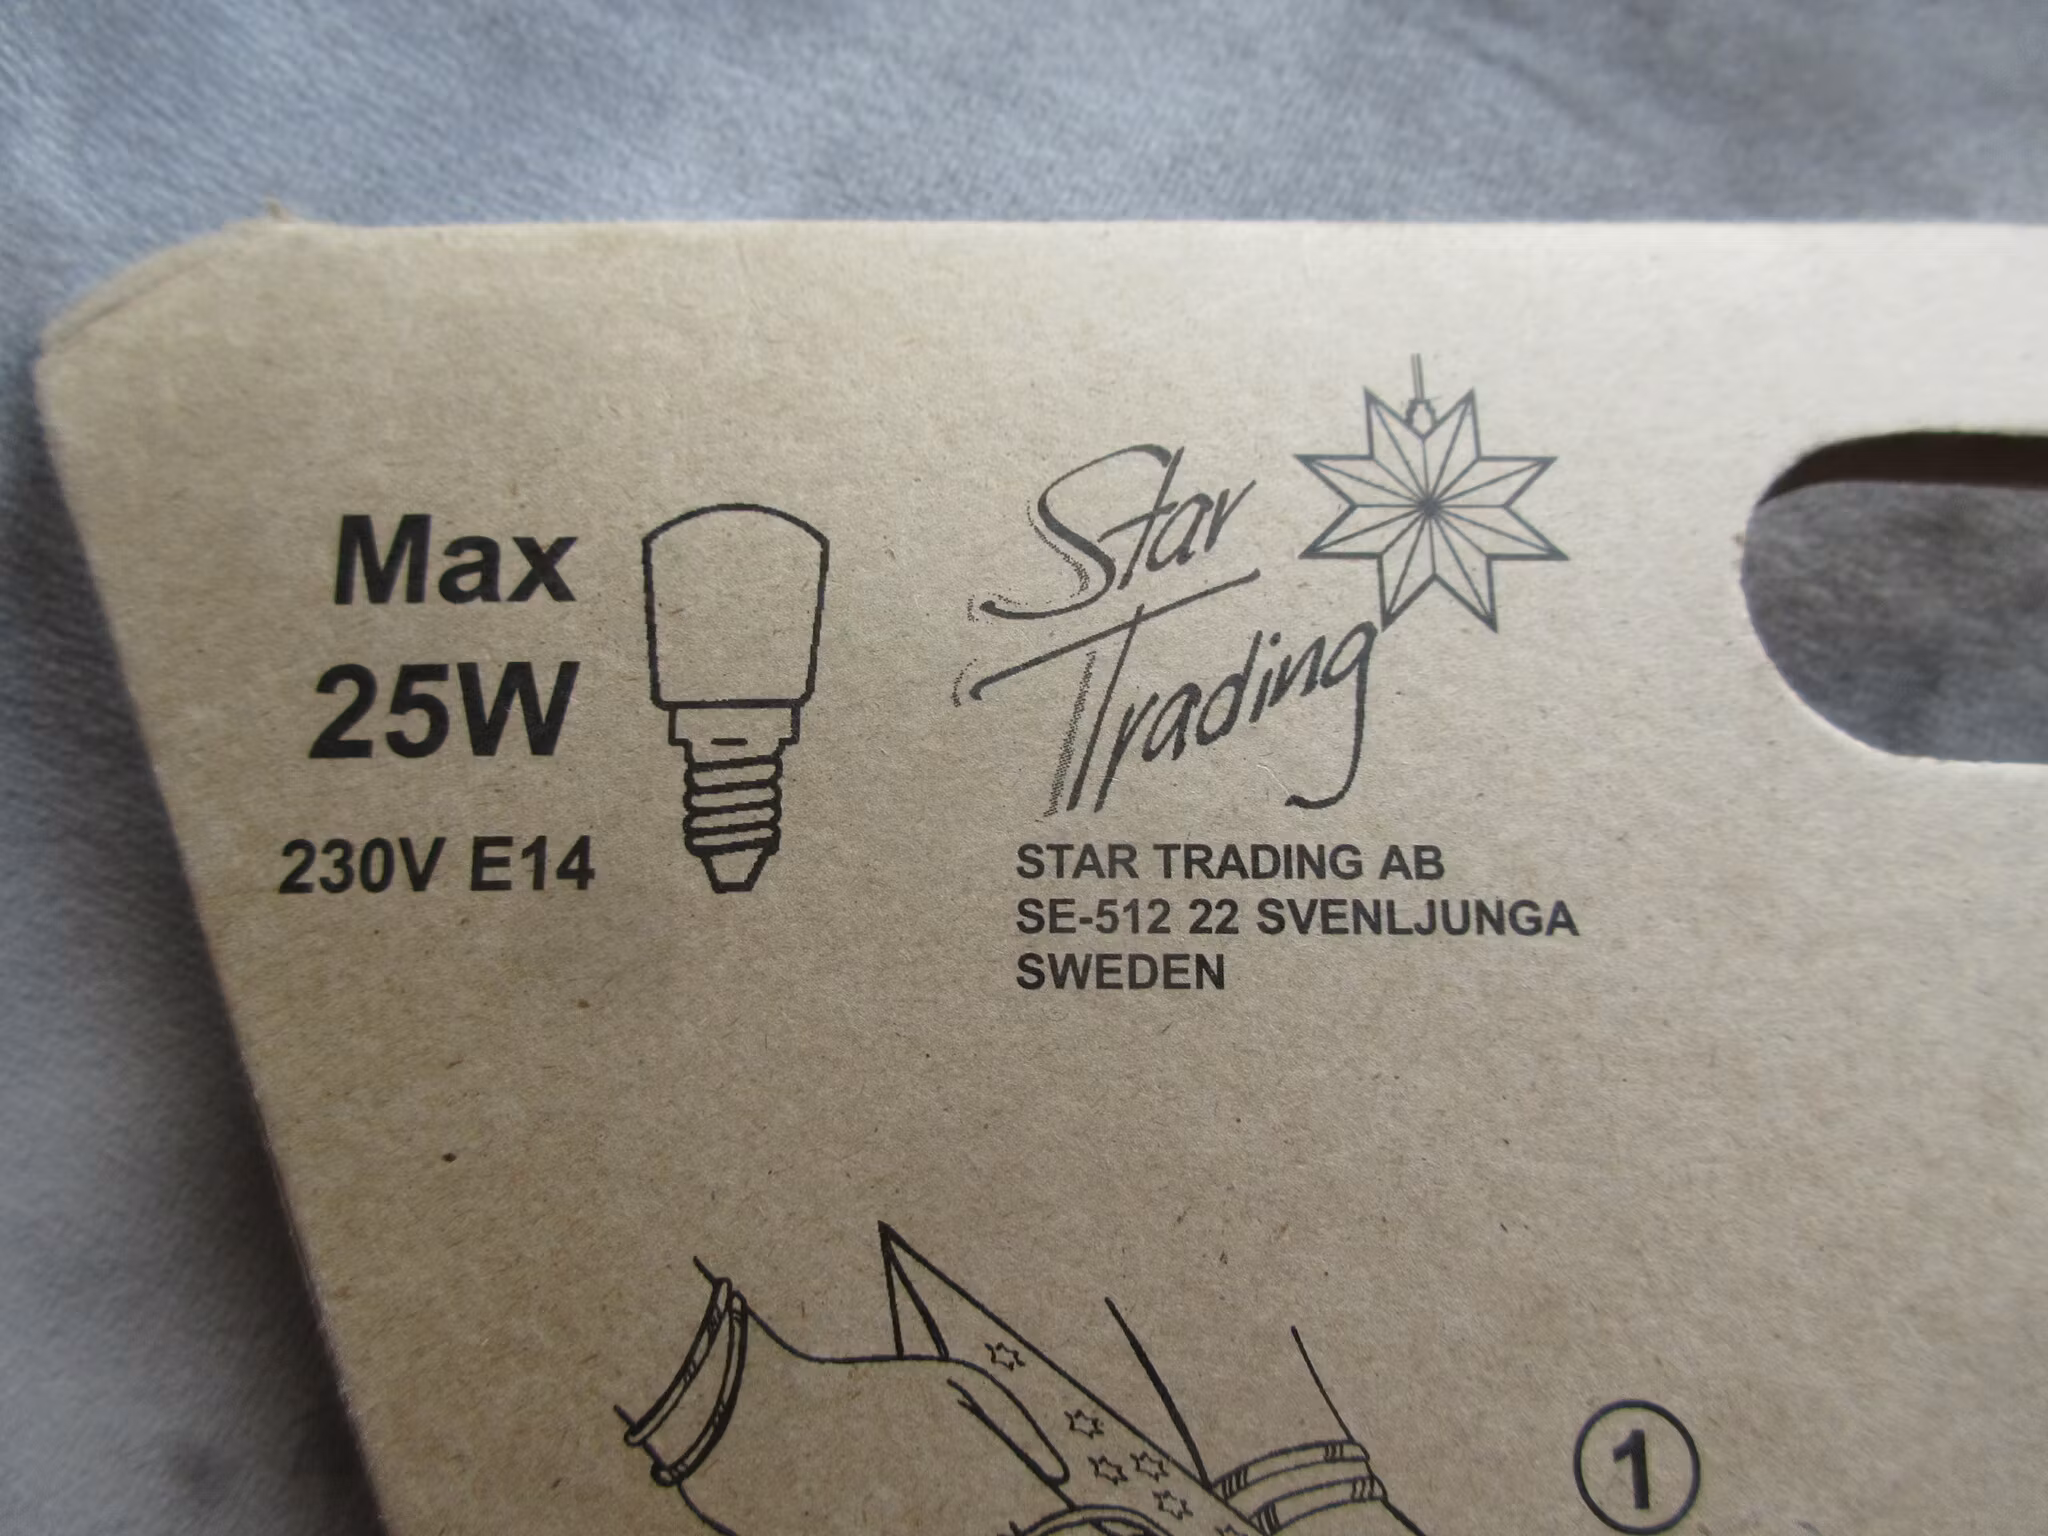 Max
25W
230V E14
Star
Trading
STAR TRADING AB
SE-512 22 SVENLJUNGA
SWEDEN
1